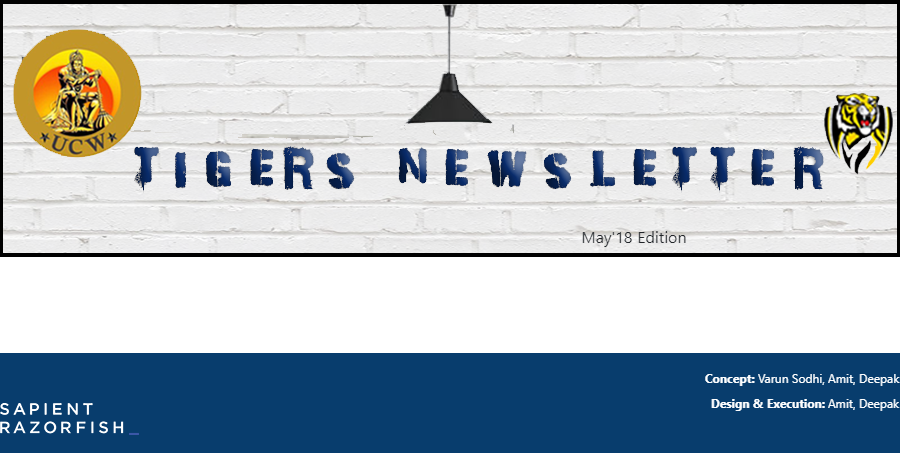 ★ UCW ★
TIGERS NEWSLETTER
May'18 Edition
Concept: Varun Sodhi, Amit, Deepak
Design & Execution: Amit, Deepak
SAPIENT
RAZORFISH_